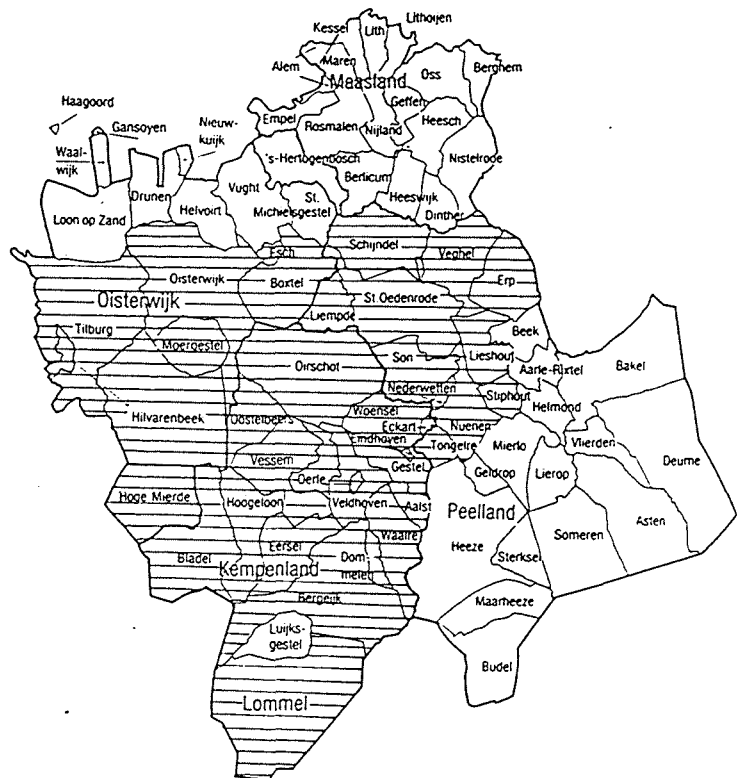 Kessel
Lith
Lithoijen
Alem
Maren
Maasland
Oss
Berghem
Haagoord
Gansoyen
Nieuw-
kuijk
Empel
Geffen
Rosmalen
Nijland
Heesch
Waal-
wijk
's-Hertogenbosch
Nistelrode
Drunen
Vught
Berlicum
Heeswijk
Loon op Zand
Helvoirt
St.
Michielsgestel
Dinther
Schijndel
Esch
Veghel
Oisterwijk
Boxtel
Erp
Oisterwijk
St Oedenrode
Liempde
Tilburg
Beek
Moergestel
Son
Lieshout
Oirschot
Aarle-Rixtel
Bakel
Nederwetten
Stiphout
Helmond
Hilvarenbeek
Oostelbeers
Woensel
Eckart
Nuenen
Eindhoven
Tongelre
Mierlo
Vlierden
Vessem
Gestel
Geldrop
Lierop
Deurne
Oerle
Hoge Mierde
Hoogeloon
Veldhoven
Aalst
Peelland
Asten
Someren
Waalre
Eersel
Dom-
melen
Heeze
Sterksel
Bladel
Kempenland
Bergeijk
Maarheeze
Luijks-
gestel
Budel
Lommel